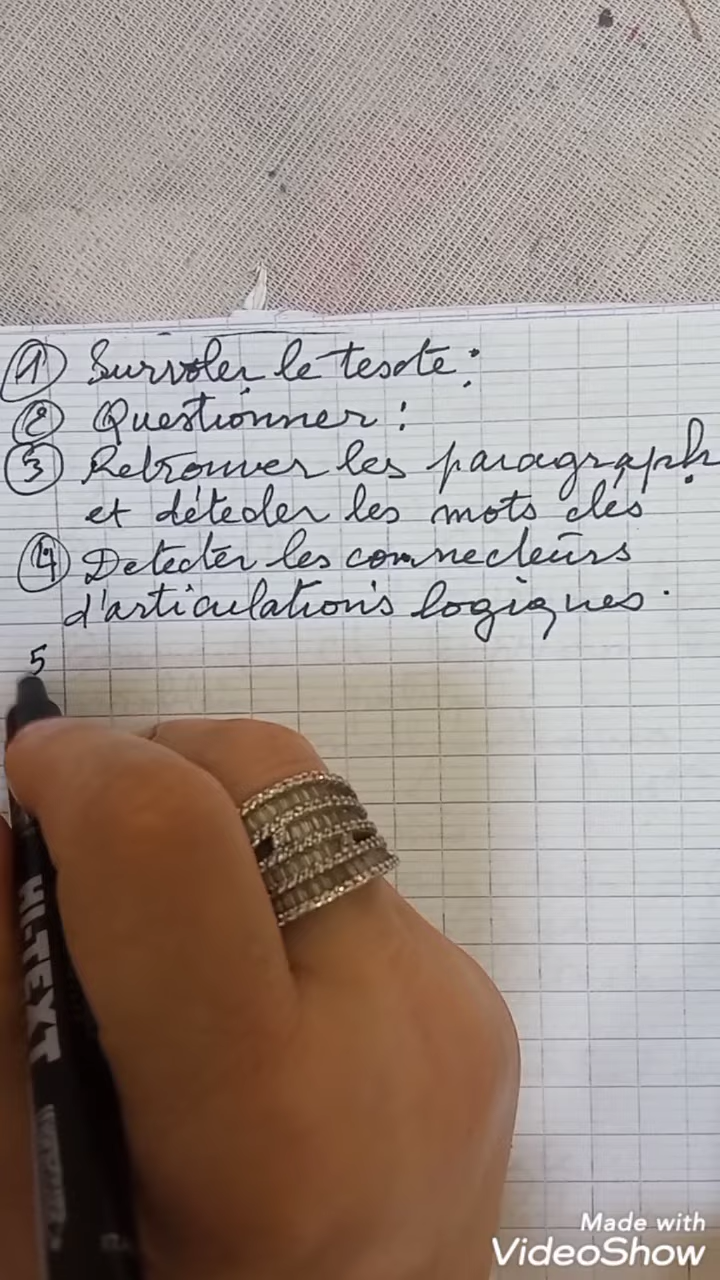 ① Survoler le texte :
② Questionner :
③ Retrouver les paragraph
et détecter les mots clés
④ Detecter les connecteurs
d'articulations logiques.
5
HI-TEXT
Made with
VideoShow